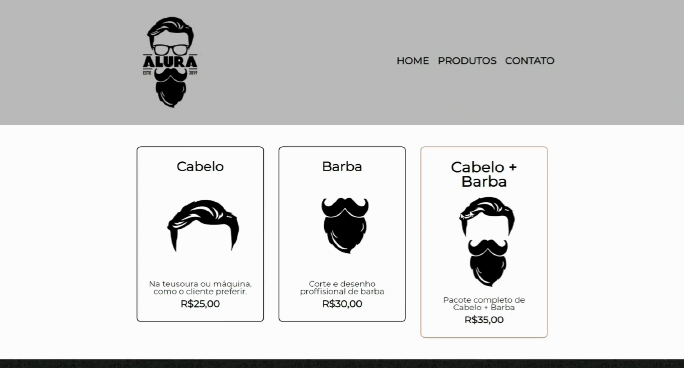 ALURA
ESTD 2019
HOME PRODUTOS CONTATO
Cabelo
Na teusoura ou máquina,
como o cliente preferir.
R$25,00
Barba
Corte e desenho
proffisional de barba
R$30,00
Cabelo +
Barba
Pacote completo de
Cabelo + Barba
R$35,00